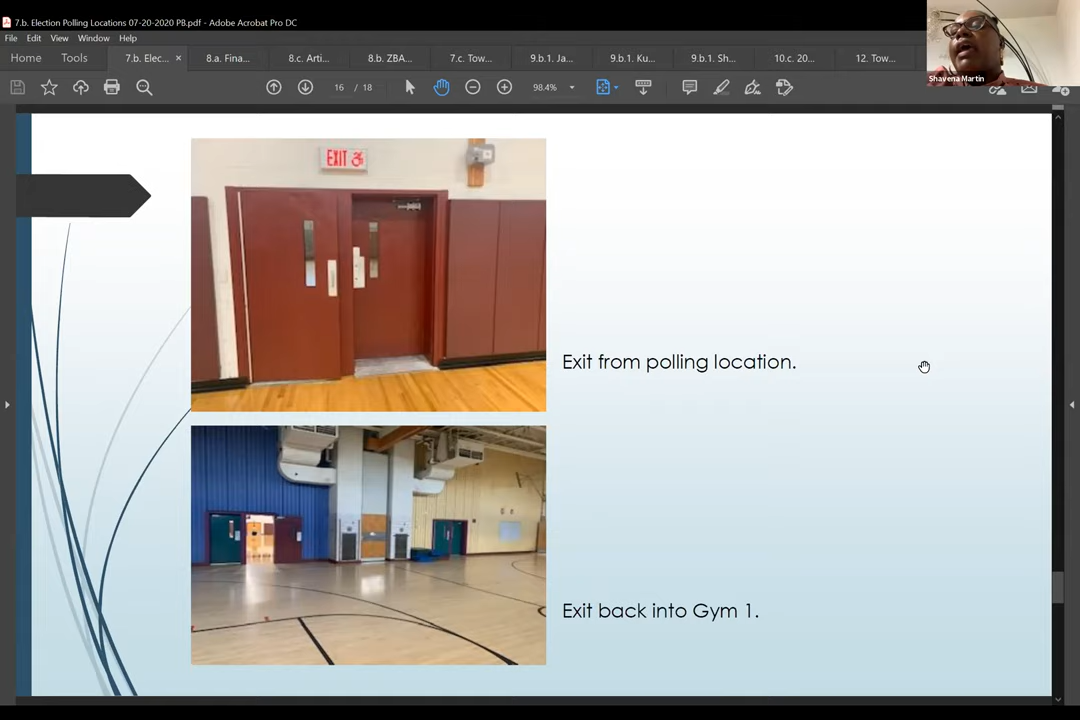 7.b. Election Polling Locations 07-20-2020 PB.pdf - Adobe Acrobat Pro DC
File Edit View Window Help
Home Tools 7.b. Elec... × 8.a. Fina... 8.c. Arti... 8.b. ZBA... 7.c. Tow... 9.b.1. Ja... 9.b.1. Ku... 9.b.1. Sh... 10.c. 20... 12. Tow...
16 / 18 98.4%
Shavena Martin
EXIT
Exit from polling location.
Exit back into Gym 1.